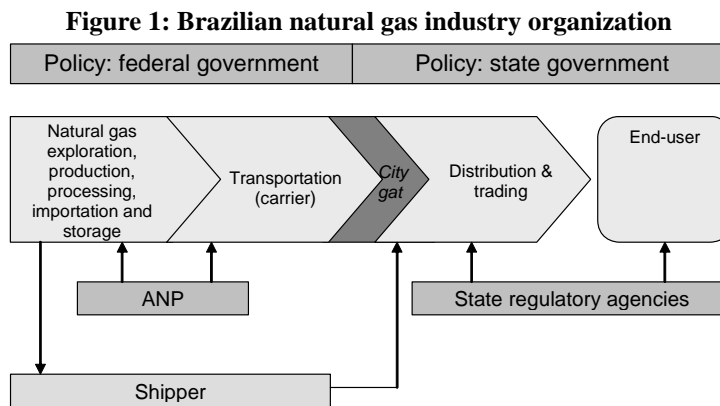 Figure 1: Brazilian natural gas industry organization
Policy: federal government
Policy: state government
Natural gas
exploration,
production,
processing,
importation and
storage
Transportation
(carrier)
City
gat
Distribution &
trading
End-user
ANP
State regulatory agencies
Shipper